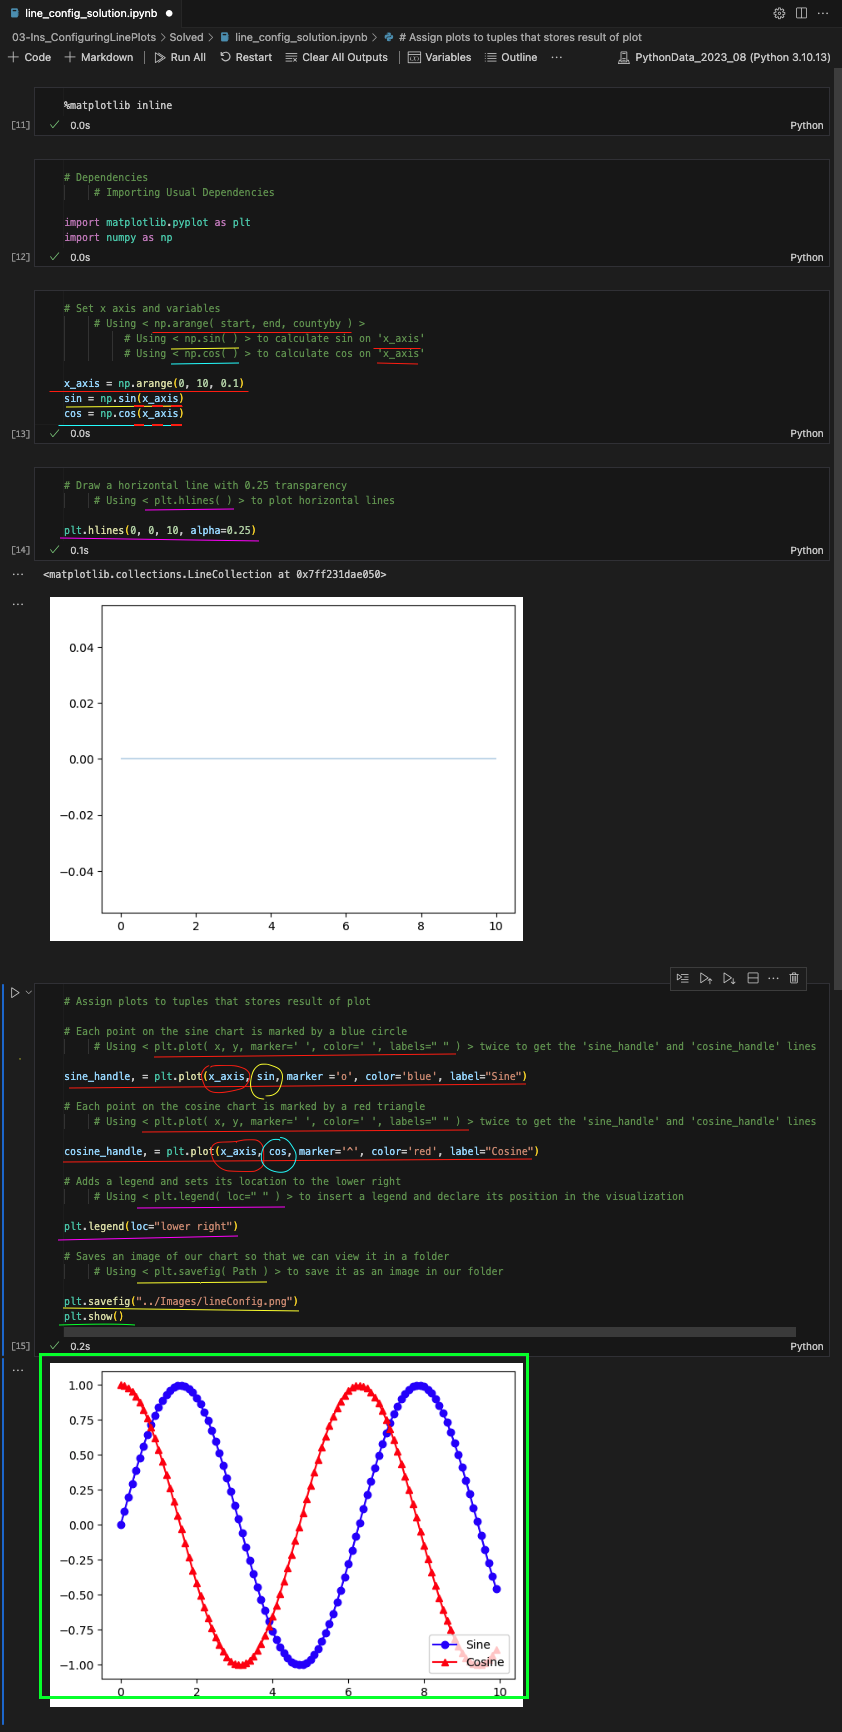 line_config_solution.ipynb ●
03-Ins_ConfiguringLinePlots > Solved > line_config_solution.ipynb > # Assign plots to tuples that stores result of plot
+ Code + Markdown | Run All Restart Clear All Outputs | Variables Outline ... PythonData_2023_08 (Python 3.10.13)
%matplotlib inline
[11] ✓ 0.0s Python
# Dependencies
# Importing Usual Dependencies
import matplotlib.pyplot as plt
import numpy as np
[12] ✓ 0.0s Python
# Set x axis and variables
# Using < np.arange( start, end, countyby ) >
# Using < np.sin( ) > to calculate sin on 'x_axis'
# Using < np.cos( ) > to calculate cos on 'x_axis'
x_axis = np.arange(0, 10, 0.1)
sin = np.sin(x_axis)
cos = np.cos(x_axis)
[13] ✓ 0.0s Python
# Draw a horizontal line with 0.25 transparency
# Using < plt.hlines( ) > to plot horizontal lines
plt.hlines(0, 0, 10, alpha=0.25)
[14] ✓ 0.1s Python
... <matplotlib.collections.LineCollection at 0x7ff231dae050>
...
0.04
0.02
0.00
−0.02
−0.04
0 2 4 6 8 10
# Assign plots to tuples that stores result of plot
# Each point on the sine chart is marked by a blue circle
# Using < plt.plot( x, y, marker=' ', color=' ', labels=" " ) > twice to get the 'sine_handle' and 'cosine_handle' lines
sine_handle, = plt.plot(x_axis, sin, marker ='o', color='blue', label="Sine")
# Each point on the cosine chart is marked by a red triangle
# Using < plt.plot( x, y, marker=' ', color=' ', labels=" " ) > twice to get the 'sine_handle' and 'cosine_handle' lines
cosine_handle, = plt.plot(x_axis, cos, marker='^', color='red', label="Cosine")
# Adds a legend and sets its location to the lower right
# Using < plt.legend( loc=" " ) > to insert a legend and declare its position in the visualization
plt.legend(loc="lower right")
# Saves an image of our chart so that we can view it in a folder
# Using < plt.savefig( Path ) > to save it as an image in our folder
plt.savefig("../Images/lineConfig.png")
plt.show()
[15] ✓ 0.2s Python
...
1.00
0.75
0.50
0.25
0.00
−0.25
−0.50
−0.75
−1.00
Sine
Cosine
0 2 4 6 8 10